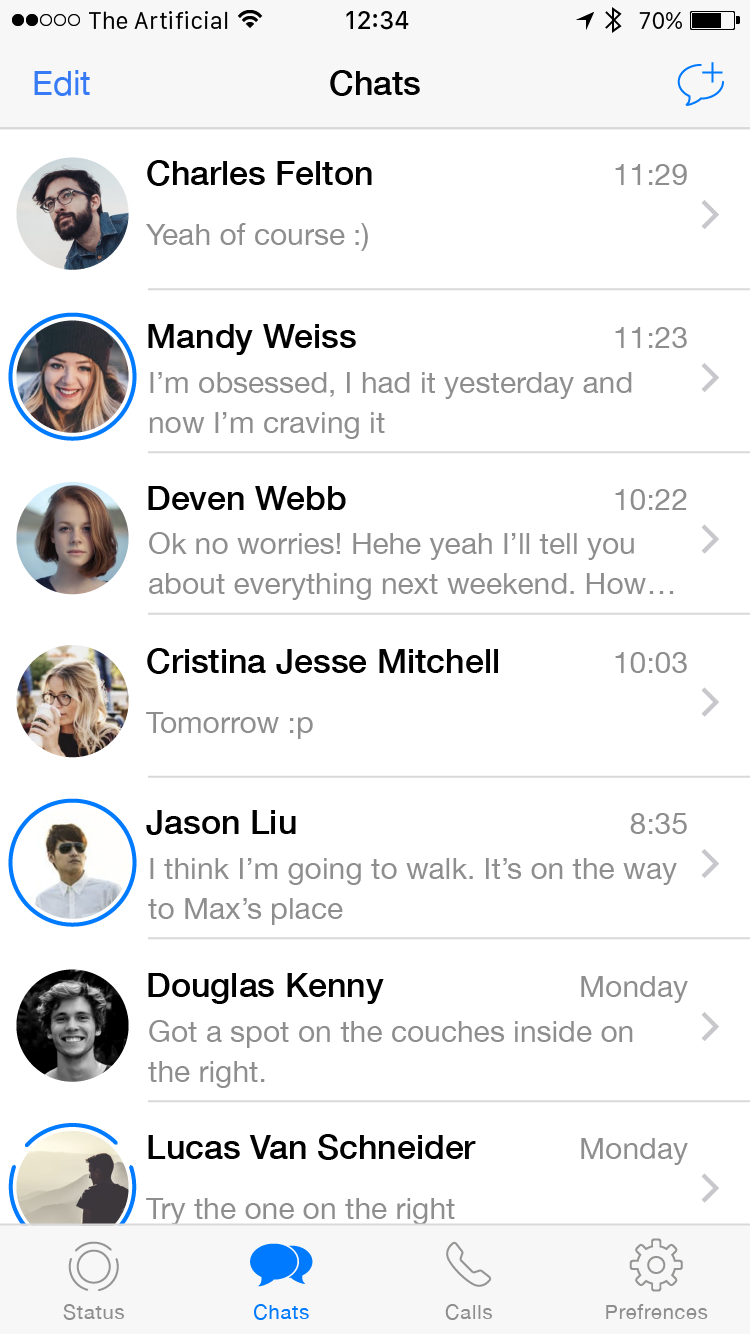 The Artificial 12:34 70%
Edit Chats
Charles Felton 11:29
Yeah of course :)
Mandy Weiss 11:23
I’m obsessed, I had it yesterday and
now I’m craving it
Deven Webb 10:22
Ok no worries! Hehe yeah I’ll tell you
about everything next weekend. How…
Cristina Jesse Mitchell 10:03
Tomorrow :p
Jason Liu 8:35
I think I’m going to walk. It’s on the way
to Max’s place
Douglas Kenny Monday
Got a spot on the couches inside on
the right.
Lucas Van Schneider Monday
Try the one on the right
Status Chats Calls Prefrences